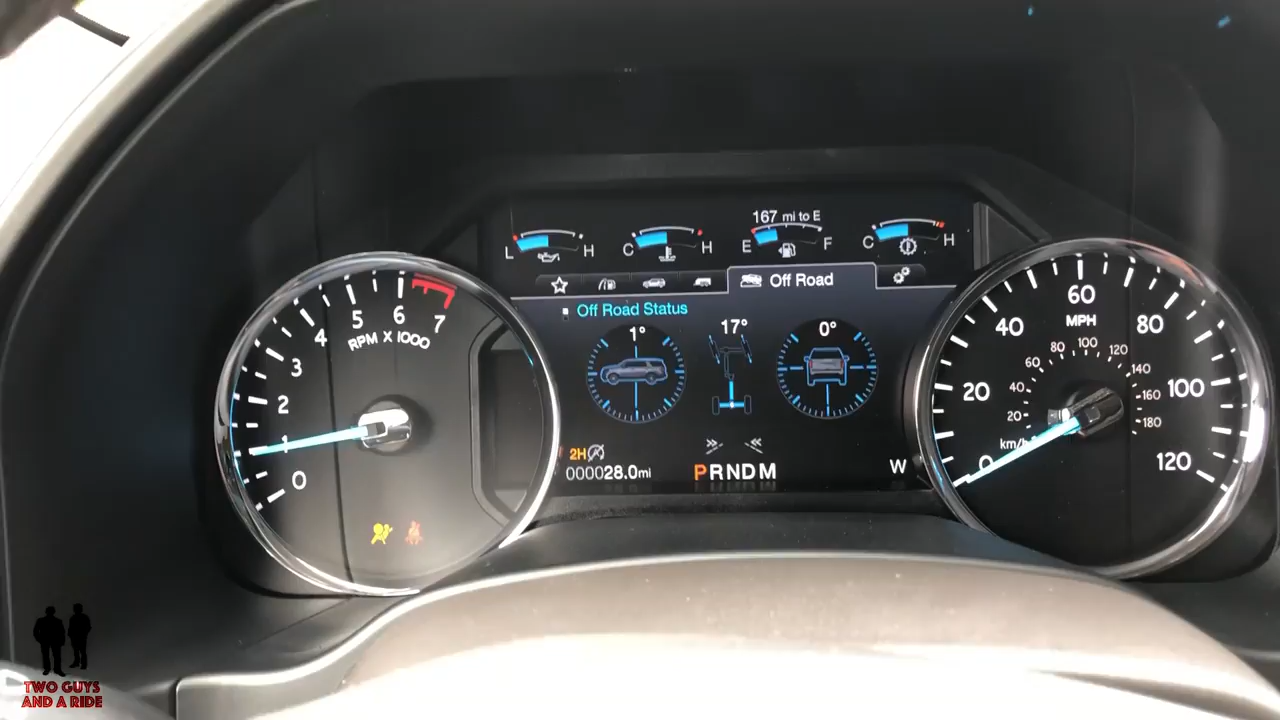 167 mi to E
L H
C H
E F
C H
Off Road
Off Road Status
1°
17°
0°
2H
000028.0mi
PRNDM
W
0
1
2
3
4
5
6
7
RPM X 1000
0
20
40
60
80
100
120
MPH
km/h
20
40
60
80
100
120
140
160
180
TWO GUYS
AND A RIDE